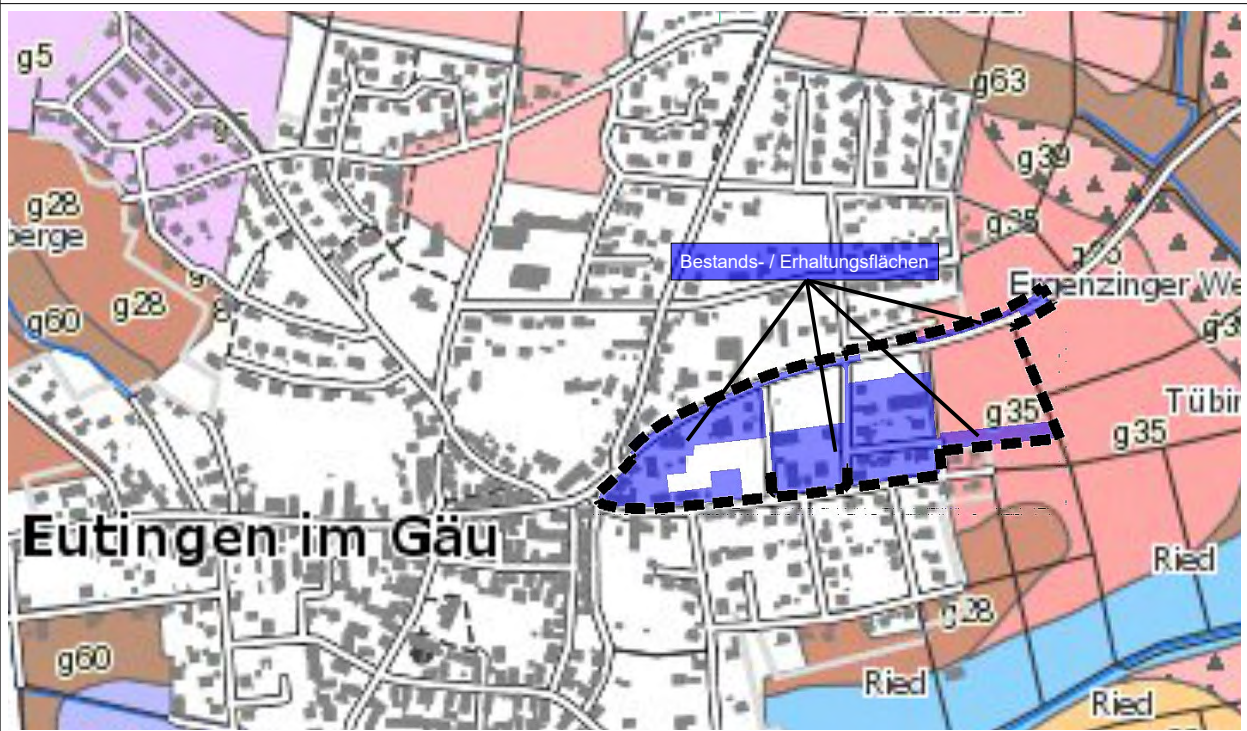 g5
g63
g39
g28
berge
g35
Bestands- / Erhaltungsflächen
g28
Ergenzinger We
g60
g35
g35
Eutingen im Gäu
Ried
g28
g60
Ried
Ried